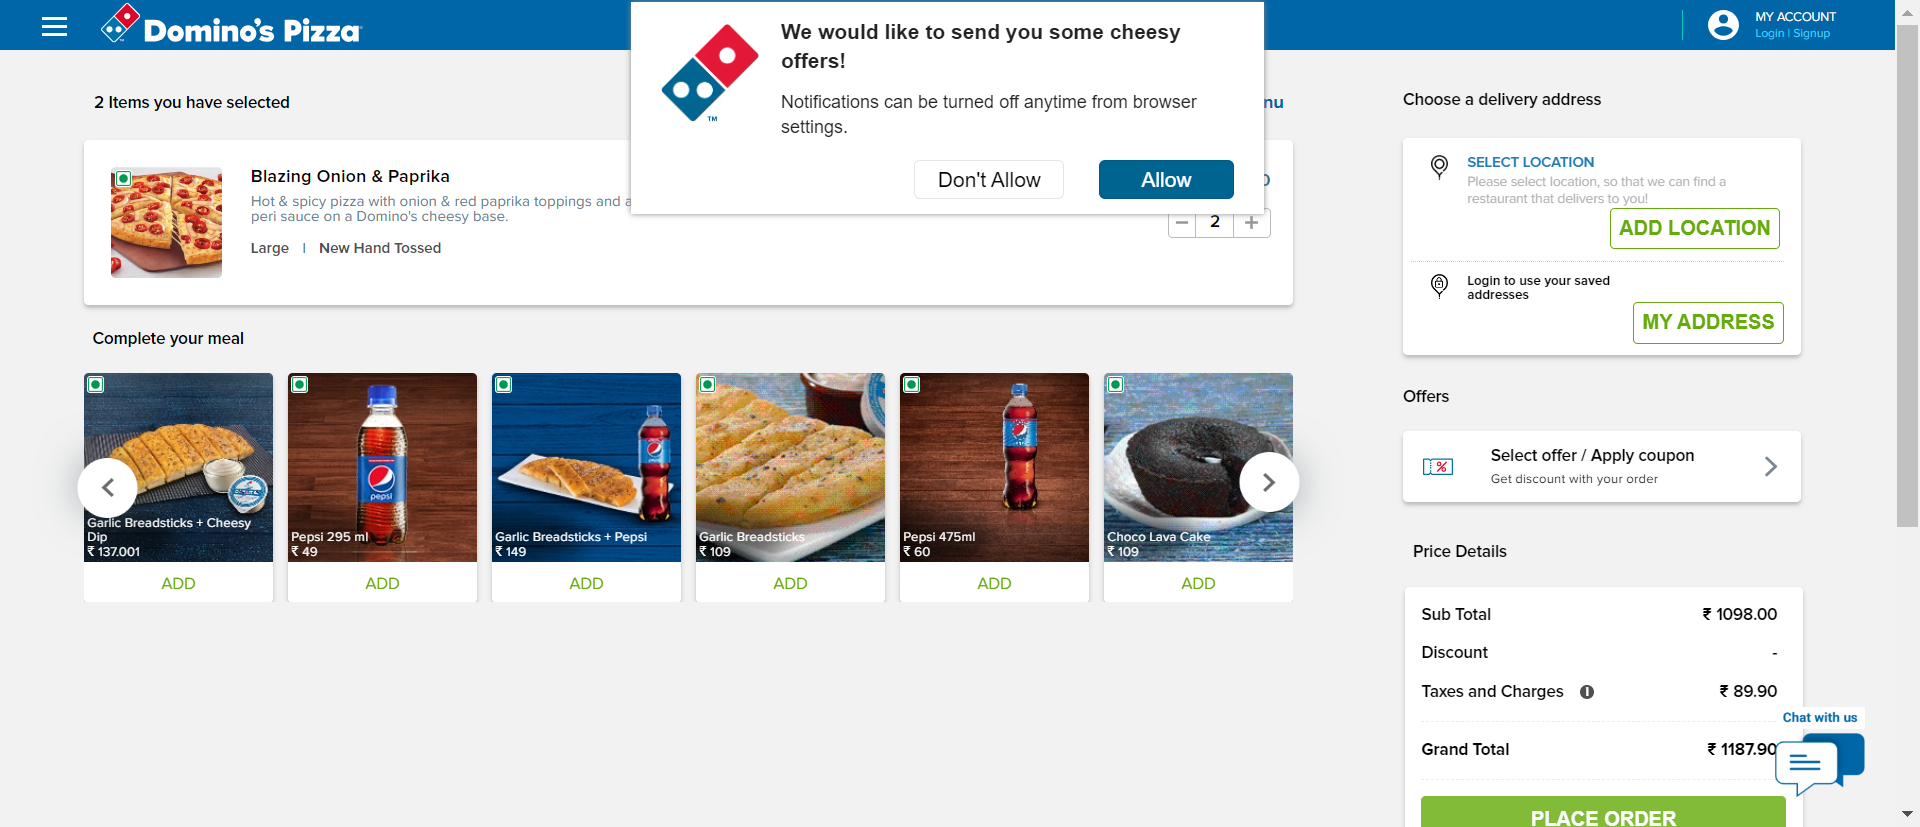 Domino's Pizza
We would like to send you some cheesy
offers!
Notifications can be turned off anytime from browser
settings.
Don't Allow
Allow
MY ACCOUNT
Login | Signup
2 Items you have selected
nu
Blazing Onion & Paprika
Hot & spicy pizza with onion & red paprika toppings and a
peri sauce on a Domino's cheesy base.
Large | New Hand Tossed
− 2 +
Complete your meal
Garlic Breadsticks + Cheesy
Dip
₹ 137.001
ADD
Pepsi 295 ml
₹ 49
ADD
Garlic Breadsticks + Pepsi
₹ 149
ADD
Garlic Breadsticks
₹ 109
ADD
Pepsi 475ml
₹ 60
ADD
Choco Lava Cake
₹ 109
ADD
Choose a delivery address
SELECT LOCATION
Please select location, so that we can find a
restaurant that delivers to you!
ADD LOCATION
Login to use your saved
addresses
MY ADDRESS
Offers
Select offer / Apply coupon
Get discount with your order
Price Details
Sub Total ₹ 1098.00
Discount -
Taxes and Charges ₹ 89.90
Grand Total ₹ 1187.90
Chat with us
PLACE ORDER